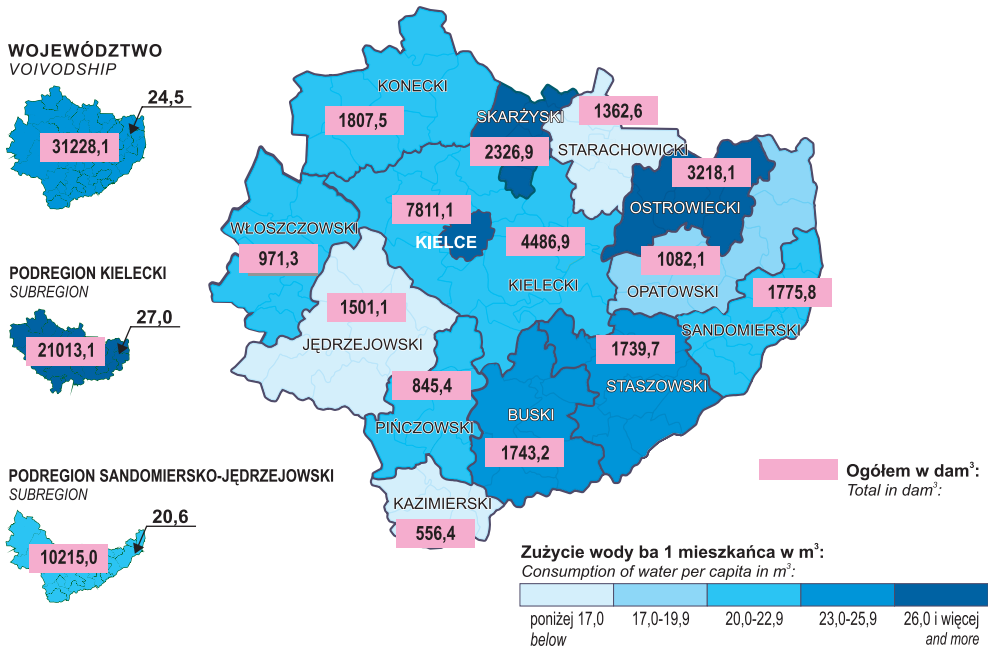 WOJEWÓDZTWO
VOIVODSHIP
24,5
31228,1
PODREGION KIELECKI
SUBREGION
27,0
21013,1
PODREGION SANDOMIERSKO-JĘDRZEJOWSKI
SUBREGION
20,6
10215,0
KONECKI
1807,5
SKARŻYSKI
2326,9
1362,6
STARACHOWICKI
3218,1
OSTROWIECKI
WŁOSZCZOWSKI
971,3
7811,1
KIELCE
4486,9
KIELECKI
1082,1
OPATOWSKI
1775,8
SANDOMIERSKI
1501,1
JĘDRZEJOWSKI
1739,7
STASZOWSKI
845,4
PIŃCZOWSKI
BUSKI
1743,2
KAZIMIERSKI
556,4
Ogółem w dam³:
Total in dam³:
Zużycie wody ba 1 mieszkańca w m³:
Consumption of water per capita in m³:
poniżej 17,0 17,0-19,9 20,0-22,9 23,0-25,9 26,0 i więcej
below and more